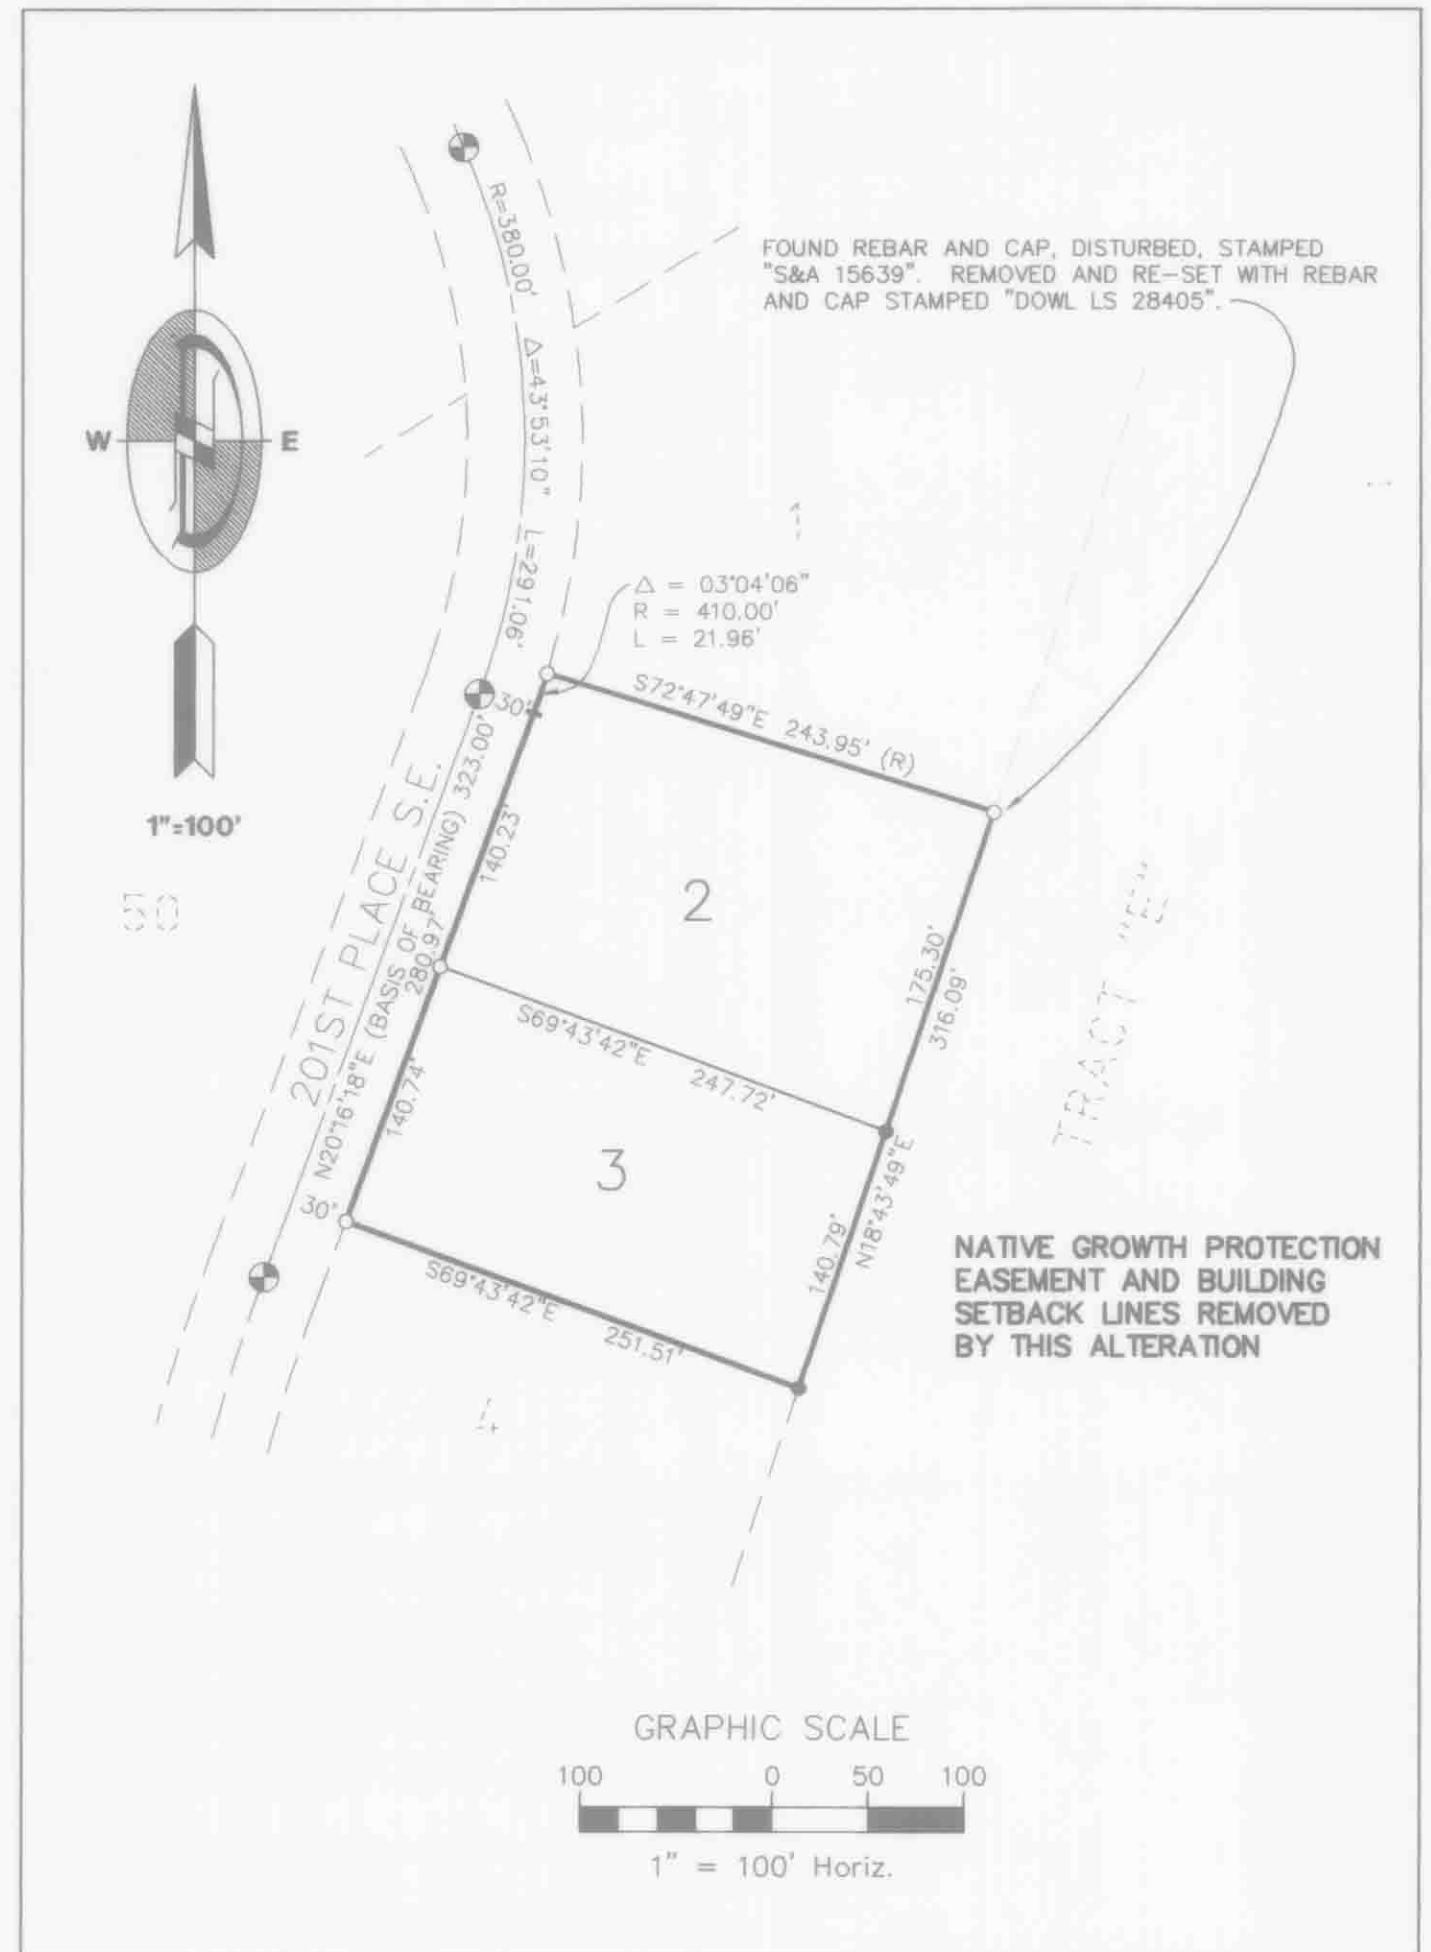 R=380.00' Δ=43°53'10" L=291.06'
FOUND REBAR AND CAP, DISTURBED, STAMPED
"S&A 15639". REMOVED AND RE-SET WITH REBAR
AND CAP STAMPED "DOWL LS 28405".
W
E
1"=100'
1
Δ = 03°04'06"
R = 410.00'
L = 21.96'
30'
S72°47'49"E 243.95' (R)
201ST PLACE S.E.
N20°16'18"E (BASIS OF BEARING) 323.00'
280.97'
140.23'
2
175.30'
316.09'
TRACT "E"
S69°43'42"E 247.72'
140.74'
3
30'
N18°43'49"E
140.79'
S69°43'42"E 251.51'
4
NATIVE GROWTH PROTECTION
EASEMENT AND BUILDING
SETBACK LINES REMOVED
BY THIS ALTERATION
GRAPHIC SCALE
100 0 50 100
1" = 100' Horiz.